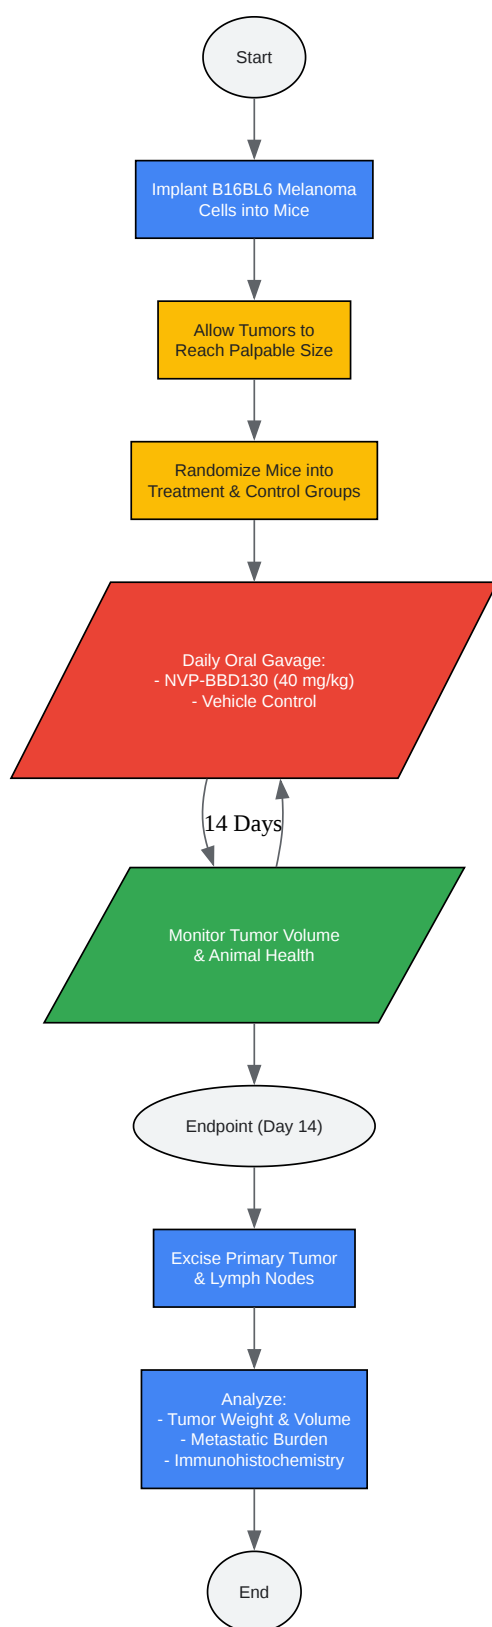 Start
Implant B16BL6 Melanoma
Cells into Mice
Allow Tumors to
Reach Palpable Size
Randomize Mice into
Treatment & Control Groups
Daily Oral Gavage:
- NVP-BBD130 (40 mg/kg)
- Vehicle Control
14 Days
Monitor Tumor Volume
& Animal Health
Endpoint (Day 14)
Excise Primary Tumor
& Lymph Nodes
Analyze:
- Tumor Weight & Volume
- Metastatic Burden
- Immunohistochemistry
End